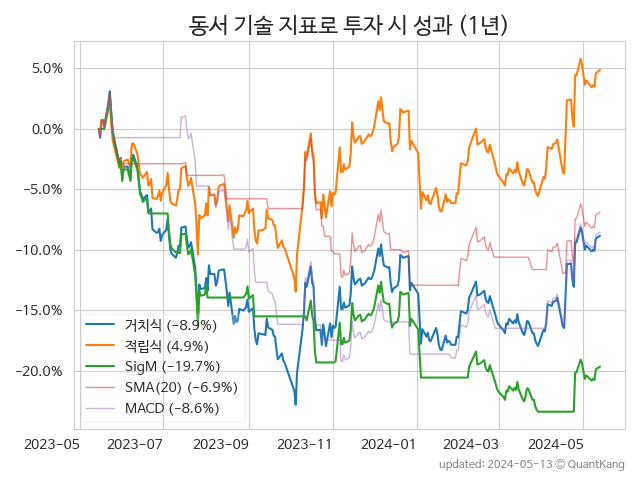 동서 기술 지표로 투자 시 성과 (1년)
5.0%
0.0%
−5.0%
−10.0%
−15.0%
−20.0%
거치식 (−8.9%)
적립식 (4.9%)
SigM (−19.7%)
SMA(20) (−6.9%)
MACD (−8.6%)
2023-05
2023-07
2023-09
2023-11
2024-01
2024-03
2024-05
updated: 2024-05-13 © QuantKang